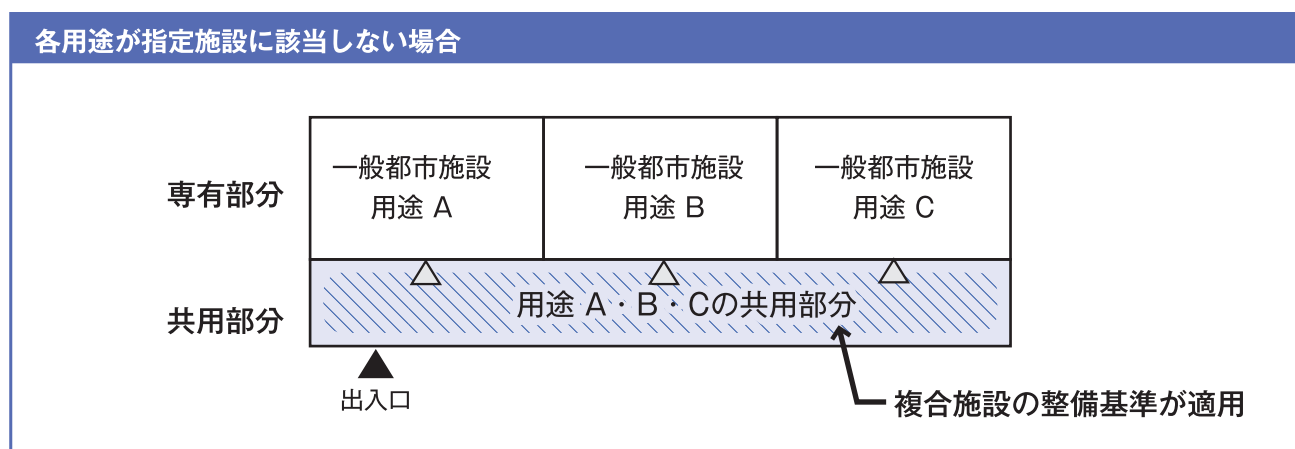 各用途が指定施設に該当しない場合
専有部分
一般都市施設
用途 A
一般都市施設
用途 B
一般都市施設
用途 C
共用部分
用途 A・B・Cの共用部分
出入口
複合施設の整備基準が適用